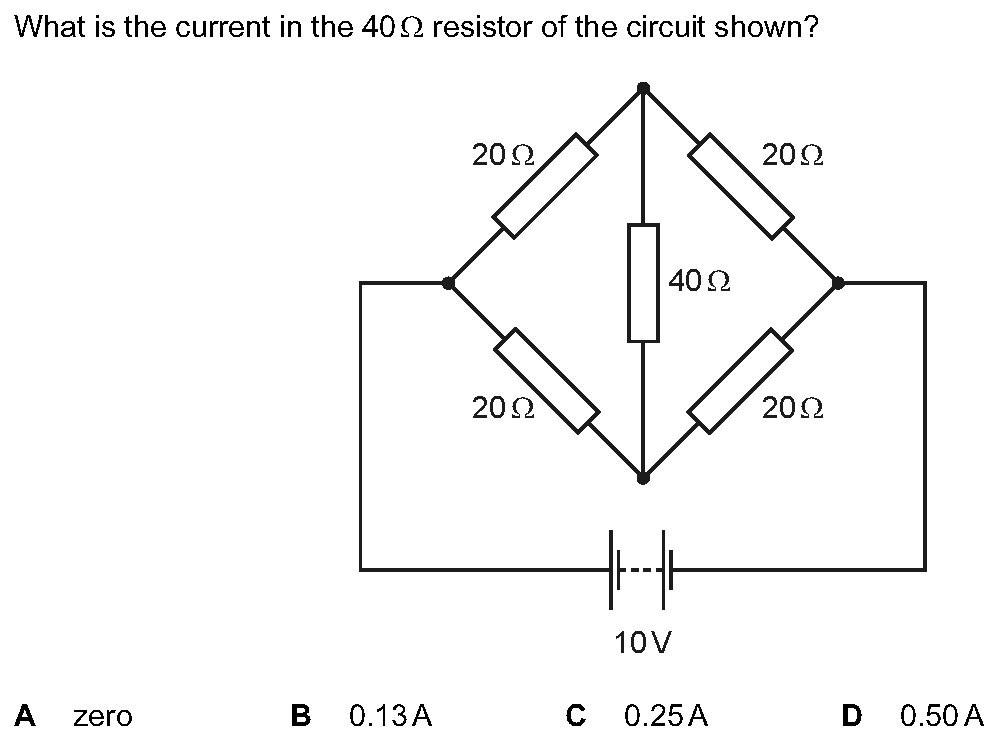 What is the current in the 40 Ω resistor of the circuit shown?
20 Ω 20 Ω
40 Ω
20 Ω 20 Ω
10 V
A zero B 0.13 A C 0.25 A D 0.50 A